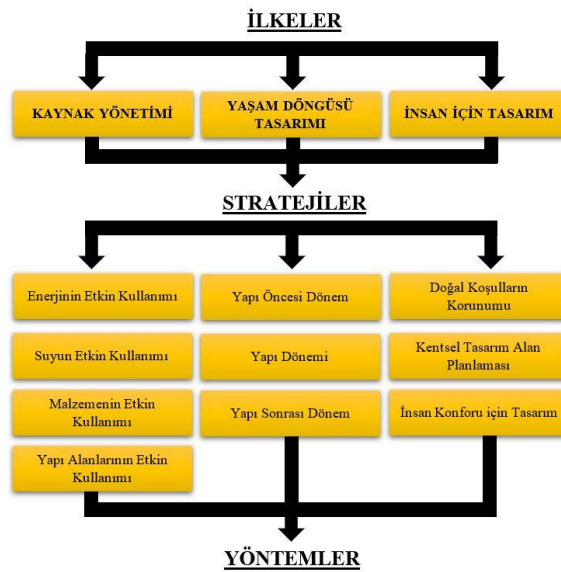 İLKELER
KAYNAK YÖNETİMİ
YAŞAM DÖNGÜSÜ
TASARIMI
İNSAN İÇİN TASARIM
STRATEJİLER
Enerjinin Etkin Kullanımı
Suyun Etkin Kullanımı
Malzemenin Etkin
Kullanımı
Yapı Alanlarının Etkin
Kullanımı
Yapı Öncesi Dönem
Yapı Dönemi
Yapı Sonrası Dönem
Doğal Koşulların
Korunumu
Kentsel Tasarım Alan
Planlaması
İnsan Konforu için Tasarım
YÖNTEMLER